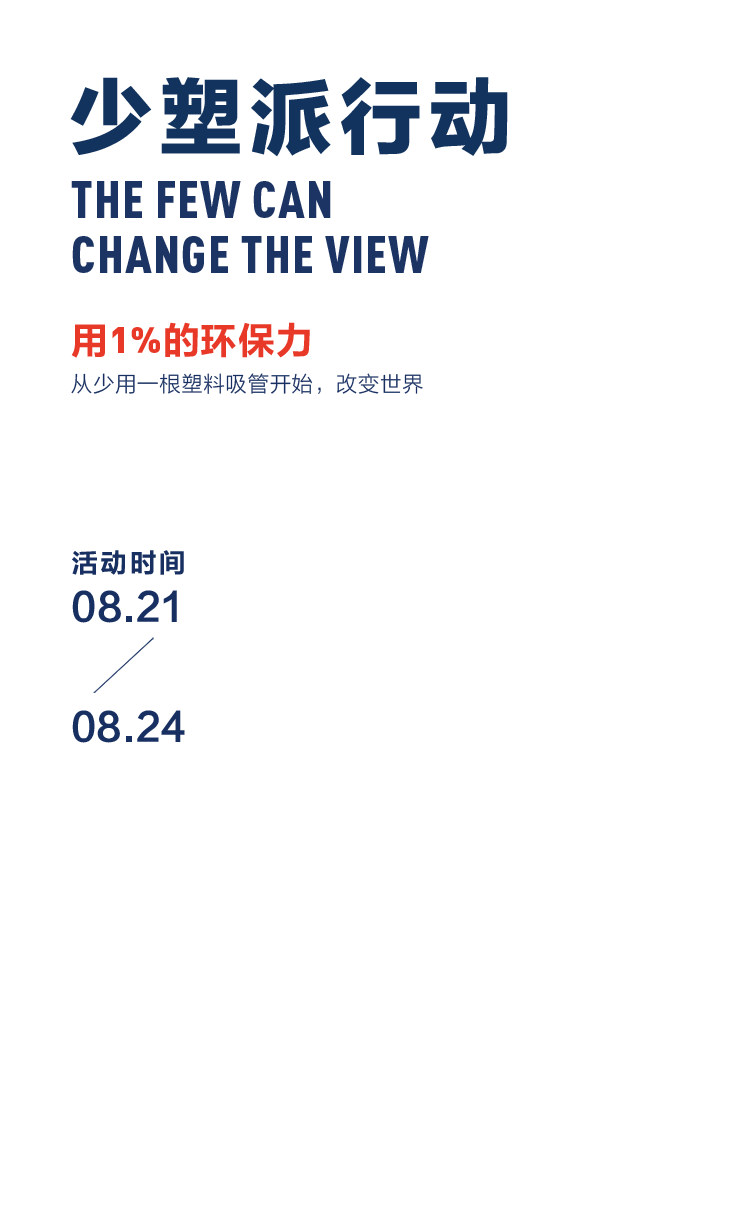 少塑派行动
THE FEW CAN
CHANGE THE VIEW
用1%的环保力
从少用一根塑料吸管开始，改变世界
活动时间
08.21
/
08.24